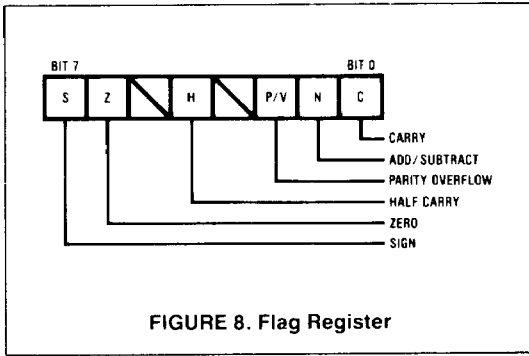 BIT 7 BIT 0
S Z H P/V N C
CARRY
ADD/SUBTRACT
PARITY OVERFLOW
HALF CARRY
ZERO
SIGN
FIGURE 8. Flag Register